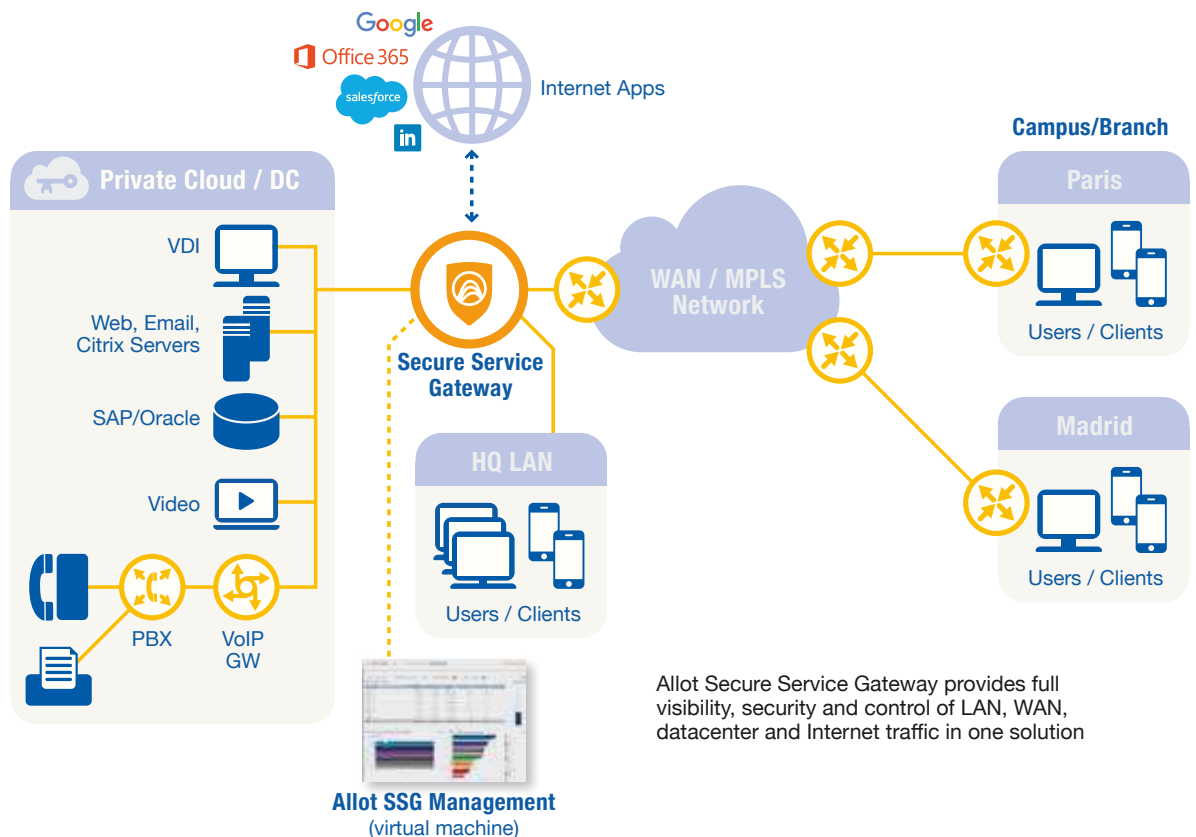 Google
Office 365
salesforce
in
Internet Apps
Campus/Branch
Private Cloud / DC
Paris
VDI
WAN / MPLS
Network
Web, Email,
Citrix Servers
Users / Clients
Secure Service
Gateway
SAP/Oracle
HQ LAN
Madrid
Video
Users / Clients
Users / Clients
PBX
VoIP
GW
Allot Secure Service Gateway provides full
visibility, security and control of LAN, WAN,
datacenter and Internet traffic in one solution
Allot SSG Management
(virtual machine)